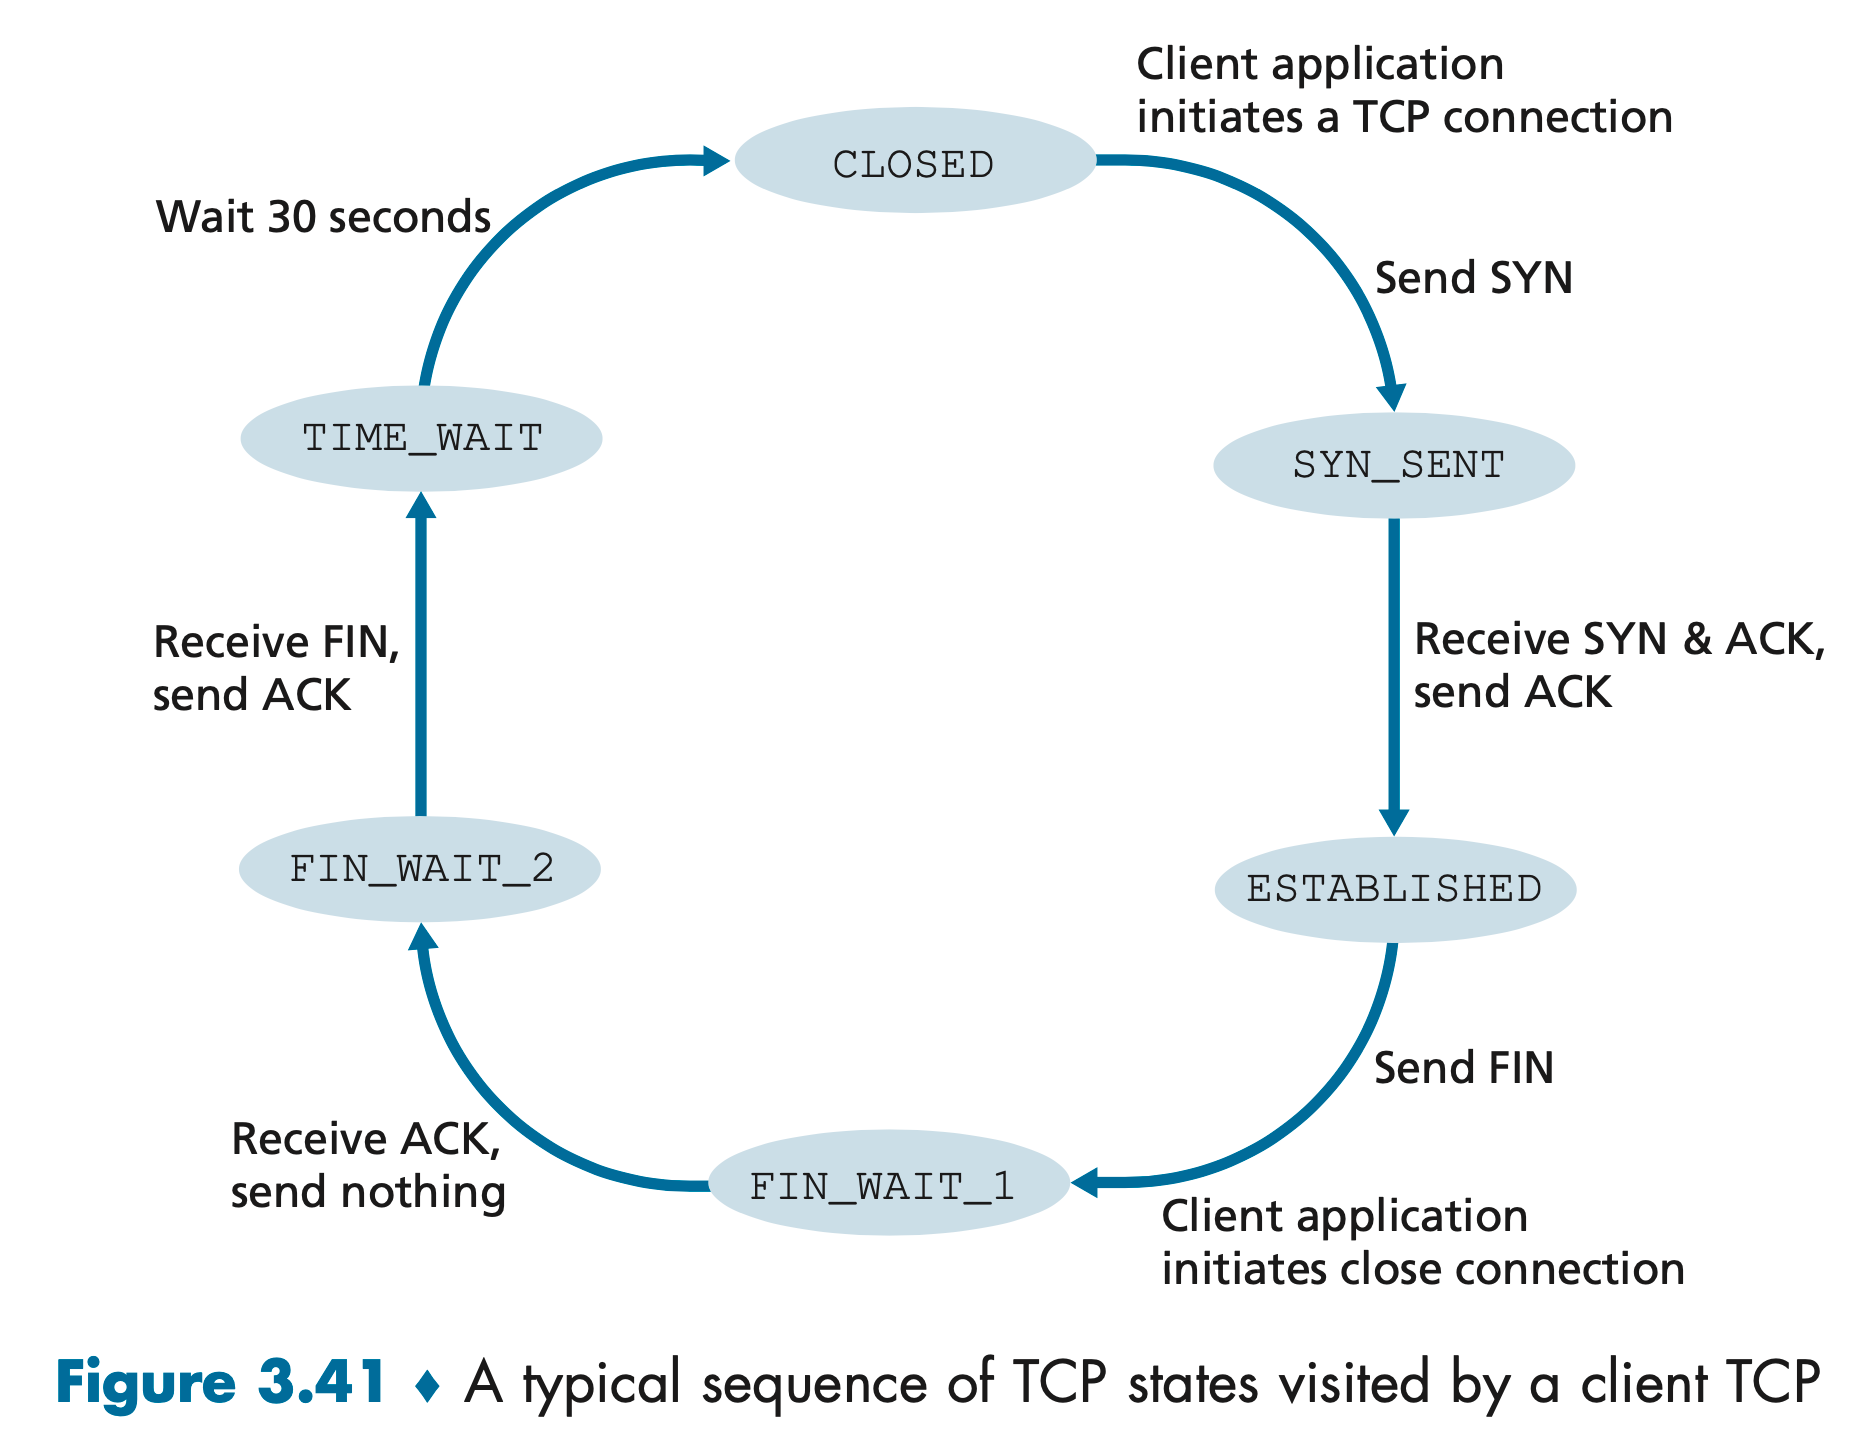 Client application
initiates a TCP connection
CLOSED
Wait 30 seconds
Send SYN
TIME_WAIT
SYN_SENT
Receive FIN,
send ACK
Receive SYN & ACK,
send ACK
FIN_WAIT_2
ESTABLISHED
Send FIN
Receive ACK,
send nothing
FIN_WAIT_1
Client application
initiates close connection
Figure 3.41 ♦ A typical sequence of TCP states visited by a client TCP